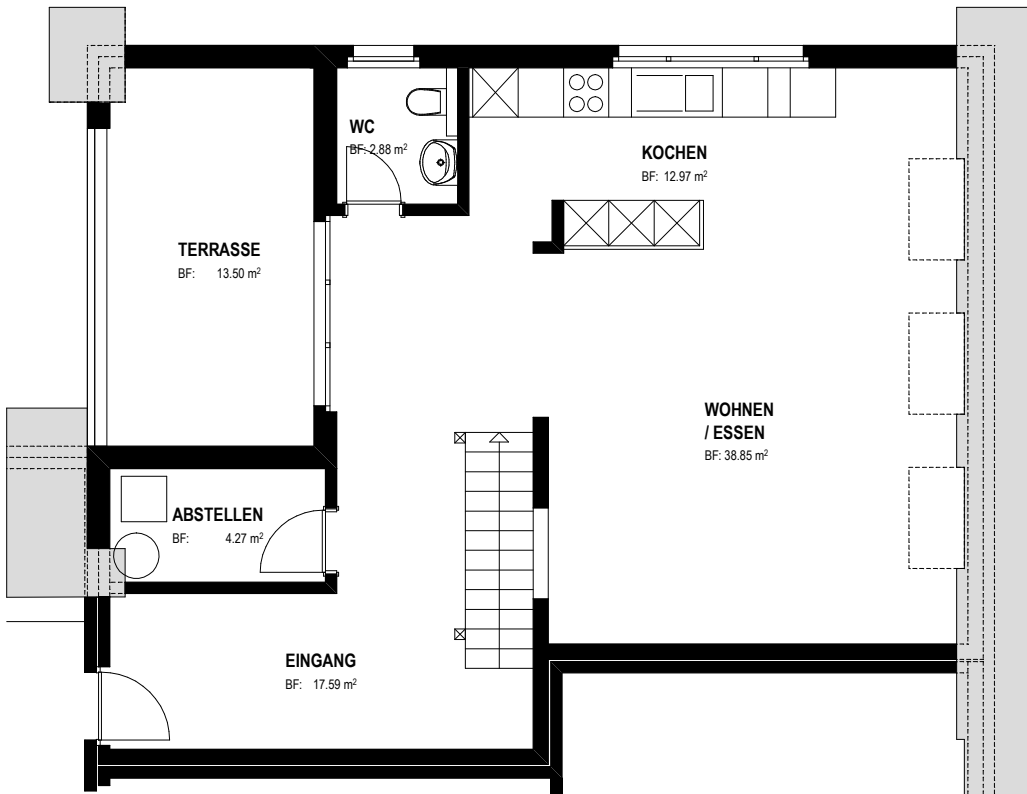 WC
BF: 2.88 m²
KOCHEN
BF: 12.97 m²
TERRASSE
BF: 13.50 m²
WOHNEN
/ ESSEN
BF: 38.85 m²
ABSTELLEN
BF: 4.27 m²
EINGANG
BF: 17.59 m²